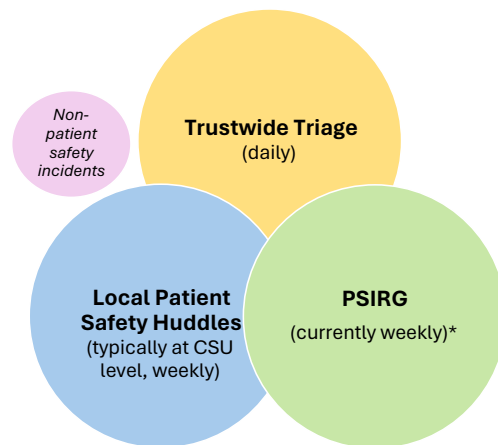 Non-
patient
safety
incidents
Trustwide Triage
(daily)
Local Patient
Safety Huddles
(typically at CSU
level, weekly)
PSIRG
(currently weekly)*